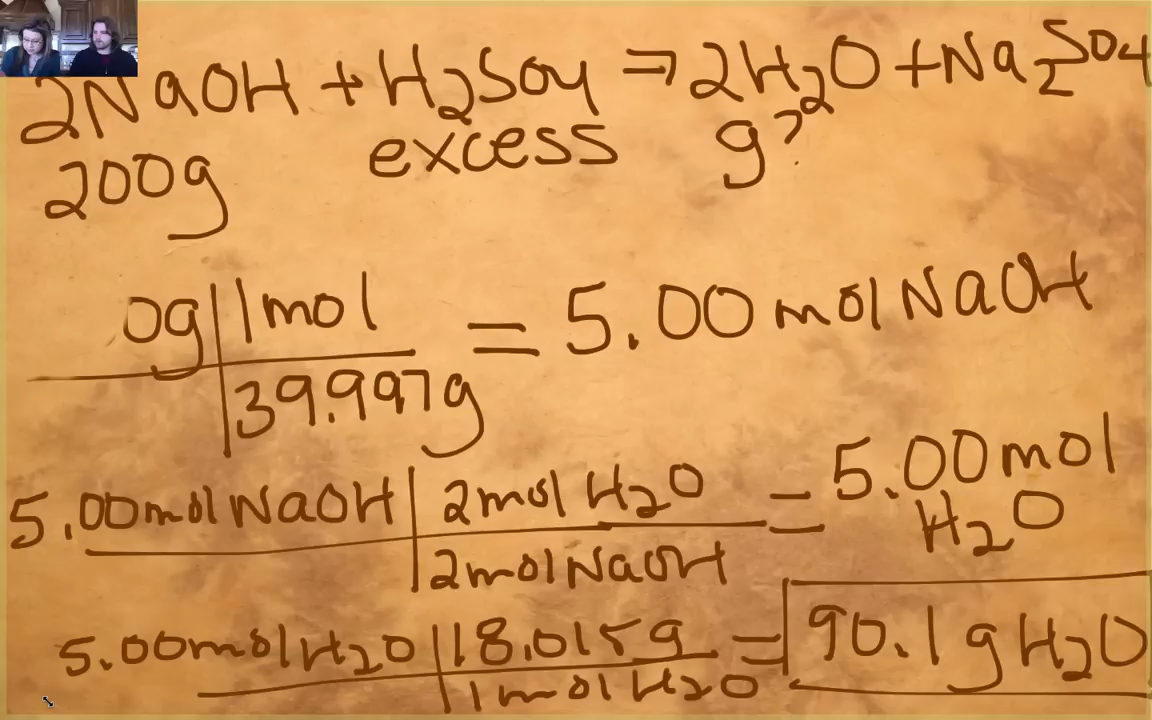 2NaOH + H2SO4 ⇒ 2H2O + Na2SO4
200g excess g?
0g | 1mol = 5.00 mol NaOH
39.997g
5.00mol NaOH | 2mol H2O = 5.00mol H2O
2mol NaOH
5.00mol H2O | 18.015g = 90.1g H2O
1mol H2O